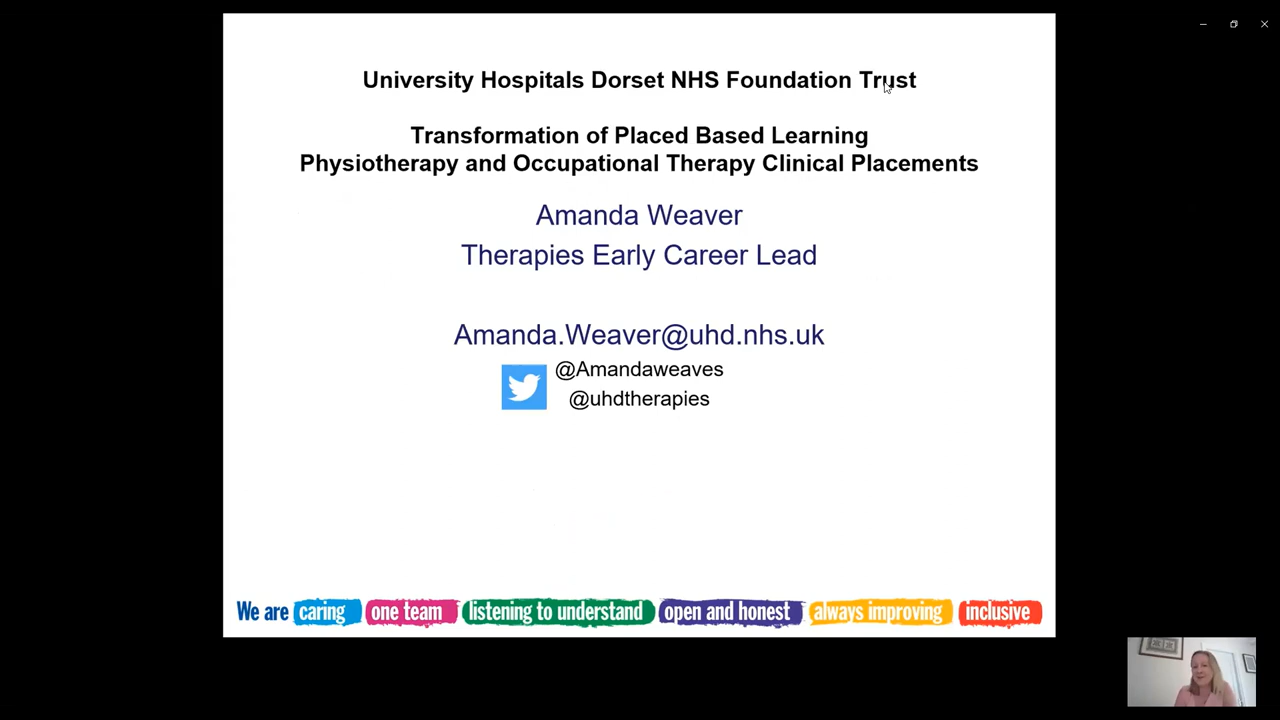 University Hospitals Dorset NHS Foundation Trust
Transformation of Placed Based Learning
Physiotherapy and Occupational Therapy Clinical Placements
Amanda Weaver
Therapies Early Career Lead
Amanda.Weaver@uhd.nhs.uk
@Amandaweaves
@uhdtherapies
We are caring one team listening to understand open and honest always improving inclusive